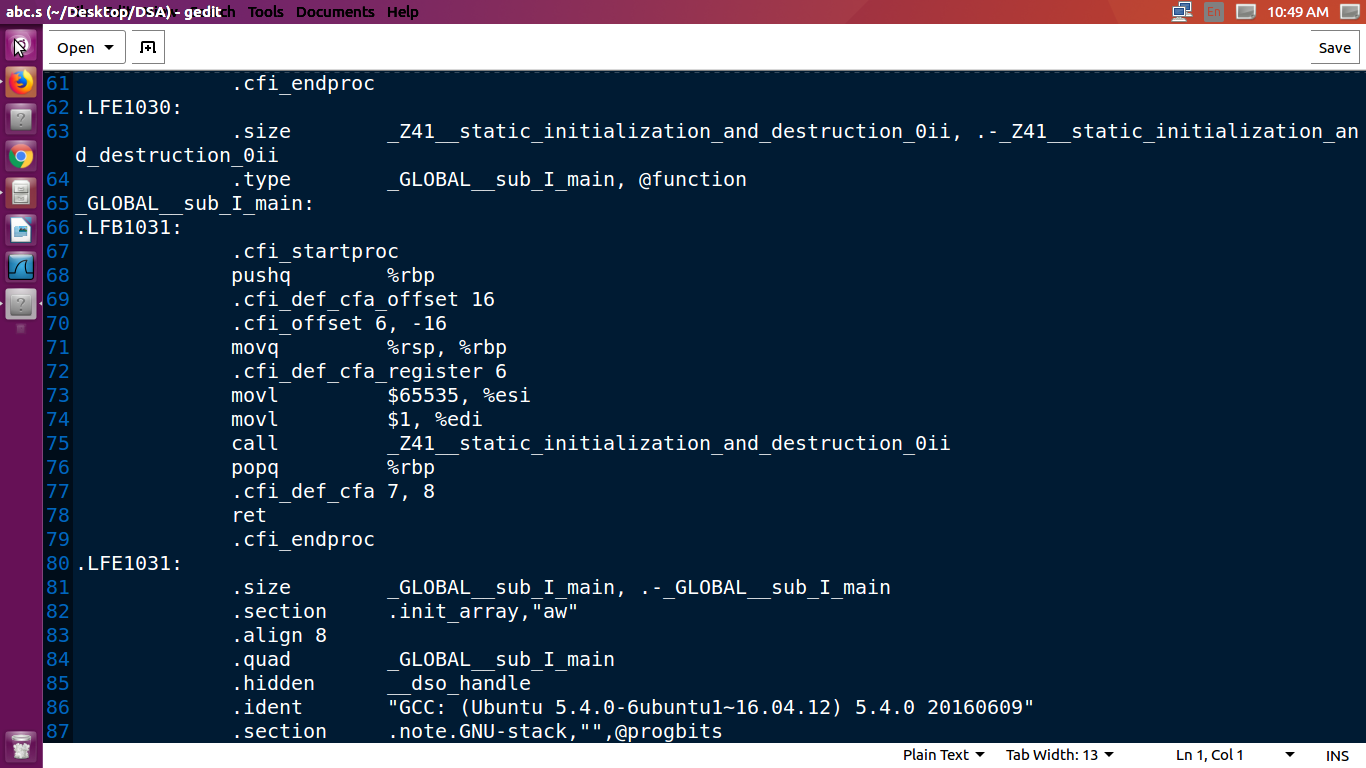 abc.s (~/Desktop/DSA) - gedit Tools Documents Help
En 10:49 AM
Open Save
61 .cfi_endproc
62 .LFE1030:
63 .size _Z41__static_initialization_and_destruction_0ii, .-_Z41__static_initialization_an
d_destruction_0ii
64 .type _GLOBAL__sub_I_main, @function
65 _GLOBAL__sub_I_main:
66 .LFB1031:
67 .cfi_startproc
68 pushq %rbp
69 .cfi_def_cfa_offset 16
70 .cfi_offset 6, -16
71 movq %rsp, %rbp
72 .cfi_def_cfa_register 6
73 movl $65535, %esi
74 movl $1, %edi
75 call _Z41__static_initialization_and_destruction_0ii
76 popq %rbp
77 .cfi_def_cfa 7, 8
78 ret
79 .cfi_endproc
80 .LFE1031:
81 .size _GLOBAL__sub_I_main, .-_GLOBAL__sub_I_main
82 .section .init_array,"aw"
83 .align 8
84 .quad _GLOBAL__sub_I_main
85 .hidden __dso_handle
86 .ident "GCC: (Ubuntu 5.4.0-6ubuntu1~16.04.12) 5.4.0 20160609"
87 .section .note.GNU-stack,"",@progbits
Plain Text Tab Width: 13 Ln 1, Col 1 INS